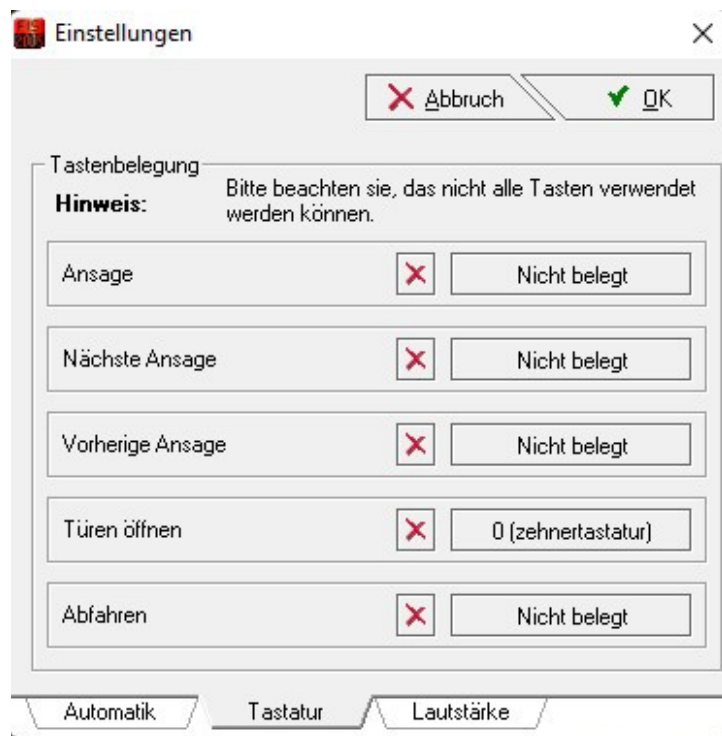 Einstellungen
Abbruch
OK
Tastenbelegung
Hinweis: Bitte beachten sie, das nicht alle Tasten verwendet
werden können.
Ansage Nicht belegt
Nächste Ansage Nicht belegt
Vorherige Ansage Nicht belegt
Türen öffnen 0 (zehnertastatur)
Abfahren Nicht belegt
Automatik Tastatur Lautstärke